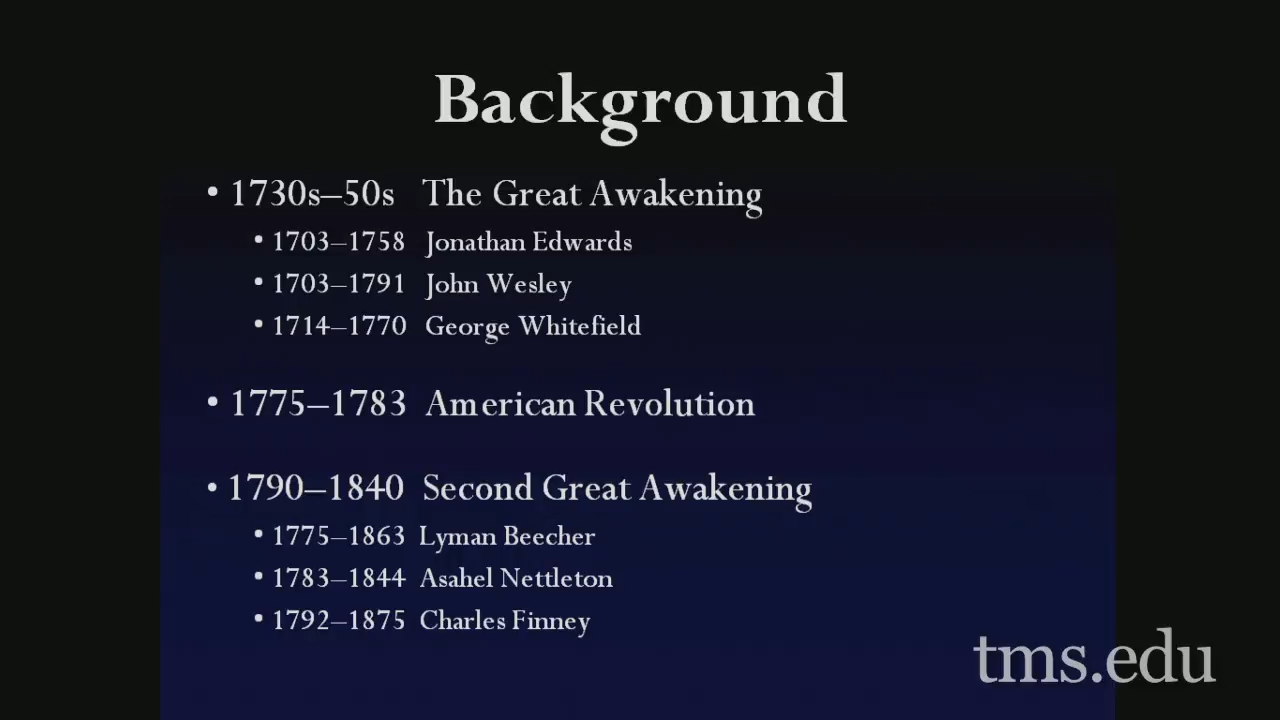 Background
• 1730s–50s The Great Awakening
• 1703–1758 Jonathan Edwards
• 1703–1791 John Wesley
• 1714–1770 George Whitefield
• 1775–1783 American Revolution
• 1790–1840 Second Great Awakening
• 1775–1863 Lyman Beecher
• 1783–1844 Asahel Nettleton
• 1792–1875 Charles Finney
tms.edu